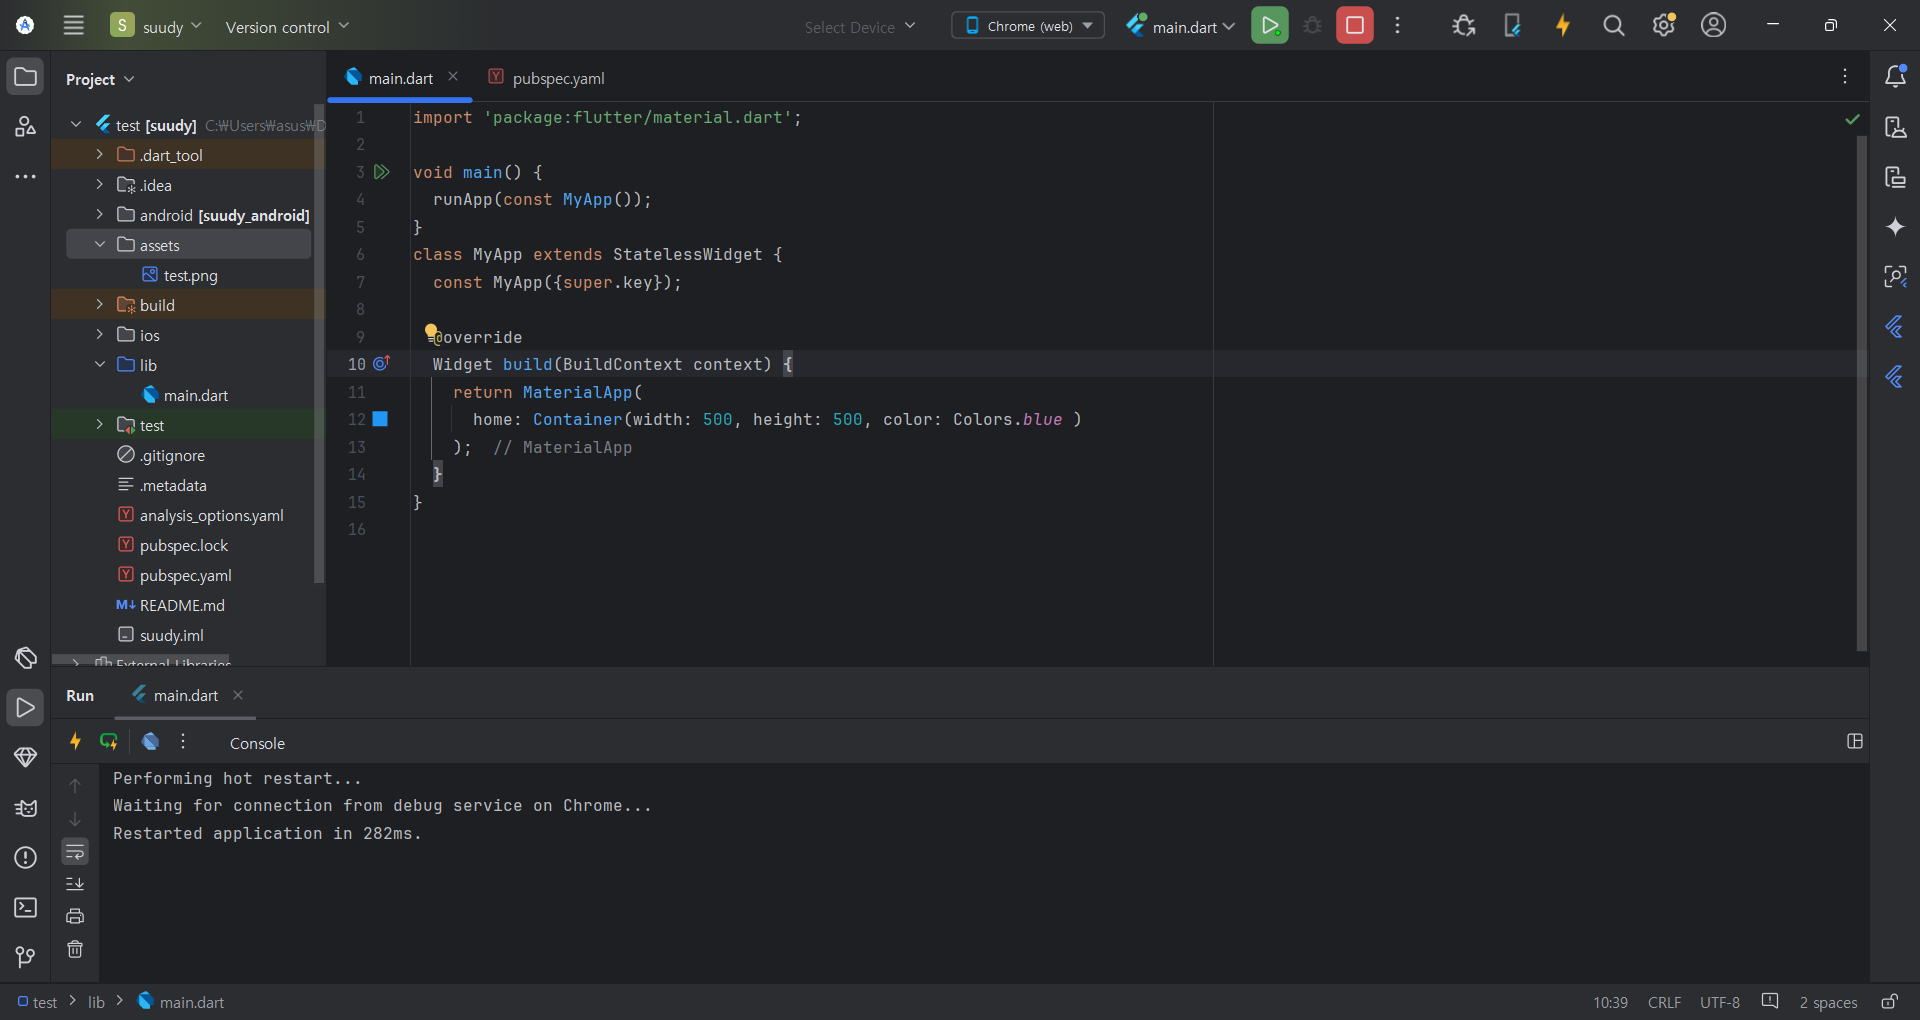 S suudy Version control Select Device Chrome (web) main.dart
Project
main.dart pubspec.yaml
test [suudy] C:₩Users₩asus₩D
.dart_tool
.idea
android [suudy_android]
assets
test.png
build
ios
lib
main.dart
test
.gitignore
.metadata
analysis_options.yaml
pubspec.lock
pubspec.yaml
README.md
suudy.iml
External Libraries
1 import 'package:flutter/material.dart';
2
3 void main() {
4 runApp(const MyApp());
5 }
6 class MyApp extends StatelessWidget {
7 const MyApp({super.key});
8
9 @override
10 Widget build(BuildContext context) {
11 return MaterialApp(
12 home: Container(width: 500, height: 500, color: Colors.blue )
13 ); // MaterialApp
14 }
15 }
16
Run main.dart
Console
Performing hot restart...
Waiting for connection from debug service on Chrome...
Restarted application in 282ms.
test > lib > main.dart 10:39 CRLF UTF-8 2 spaces